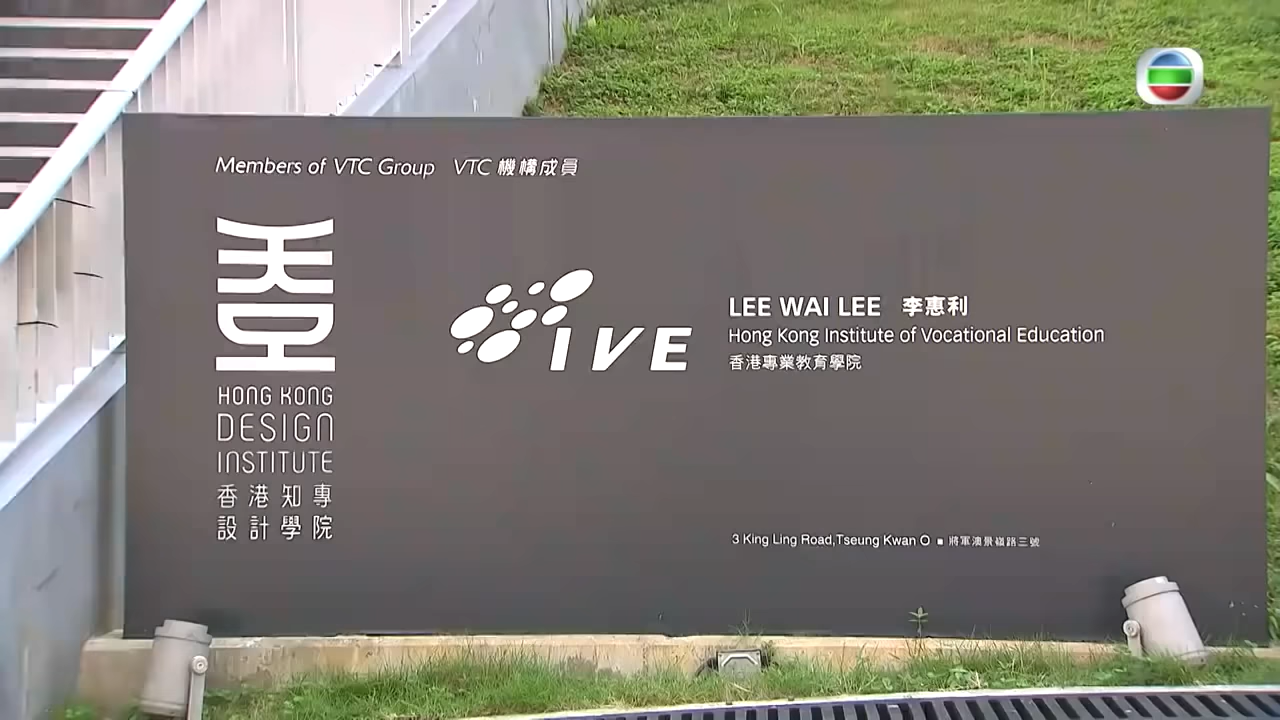 Members of VTC Group VTC 機構成員
HONG KONG
DESIGN
INSTITUTE
香港知專
設計學院
IVE
LEE WAI LEE 李惠利
Hong Kong Institute of Vocational Education
香港專業教育學院
3 King Ling Road, Tseung Kwan O ■ 將軍澳景嶺路三號